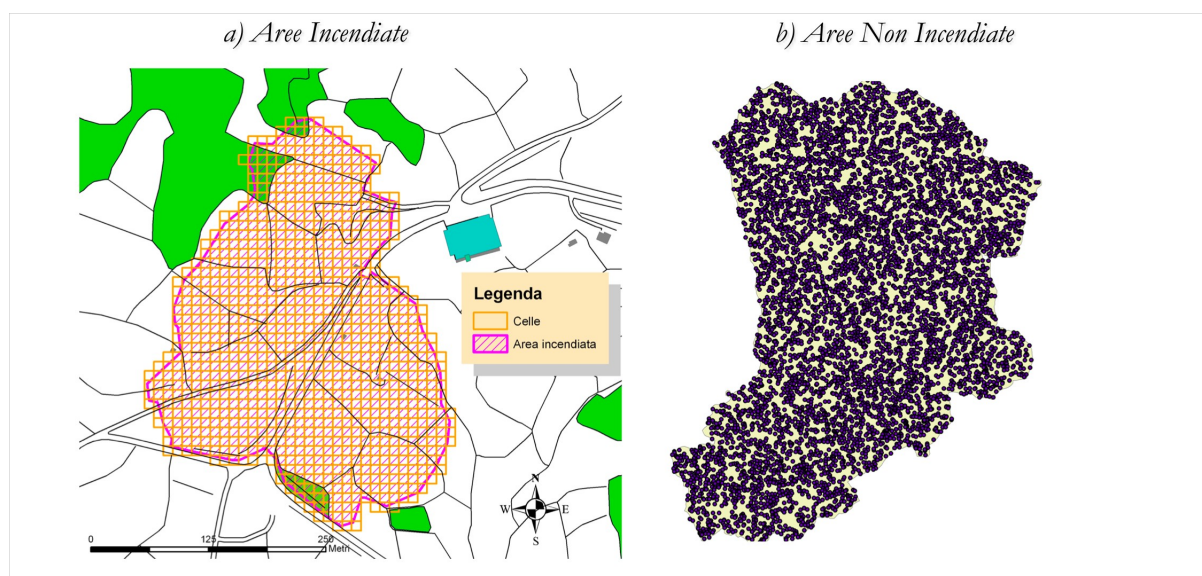 a) Aree Incendiate
b) Aree Non Incendiate
Legenda
Celle
Area incendiata
N
W E
S
0 125 250
Metri